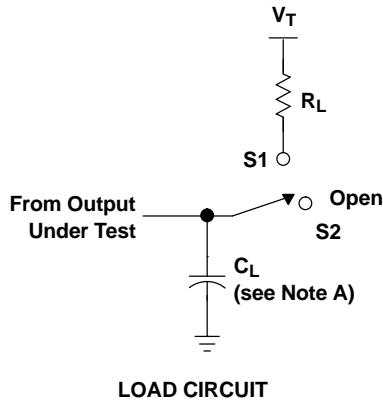 V_T
R_L
S1
From Output
Under Test
Open
S2
C_L
(see Note A)
LOAD CIRCUIT